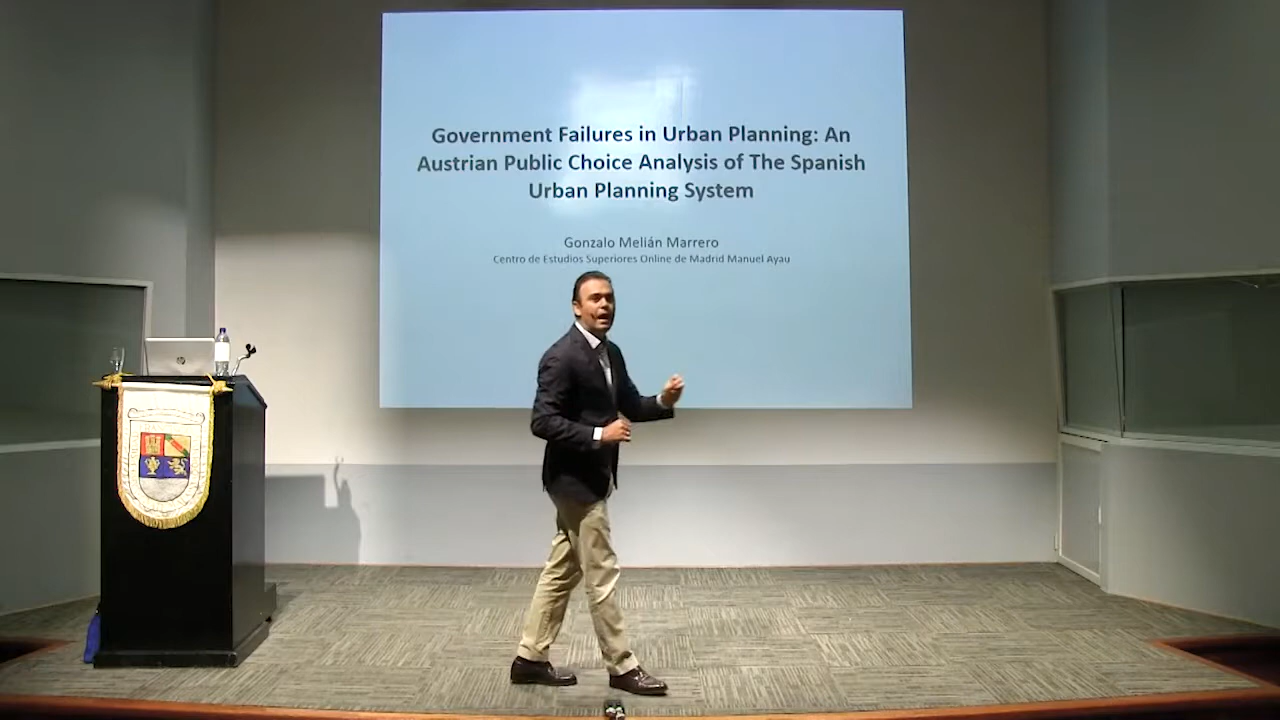 Government Failures in Urban Planning: An
Austrian Public Choice Analysis of The Spanish
Urban Planning System
Gonzalo Melián Marrero
Centro de Estudios Superiores Online de Madrid Manuel Ayau
hp